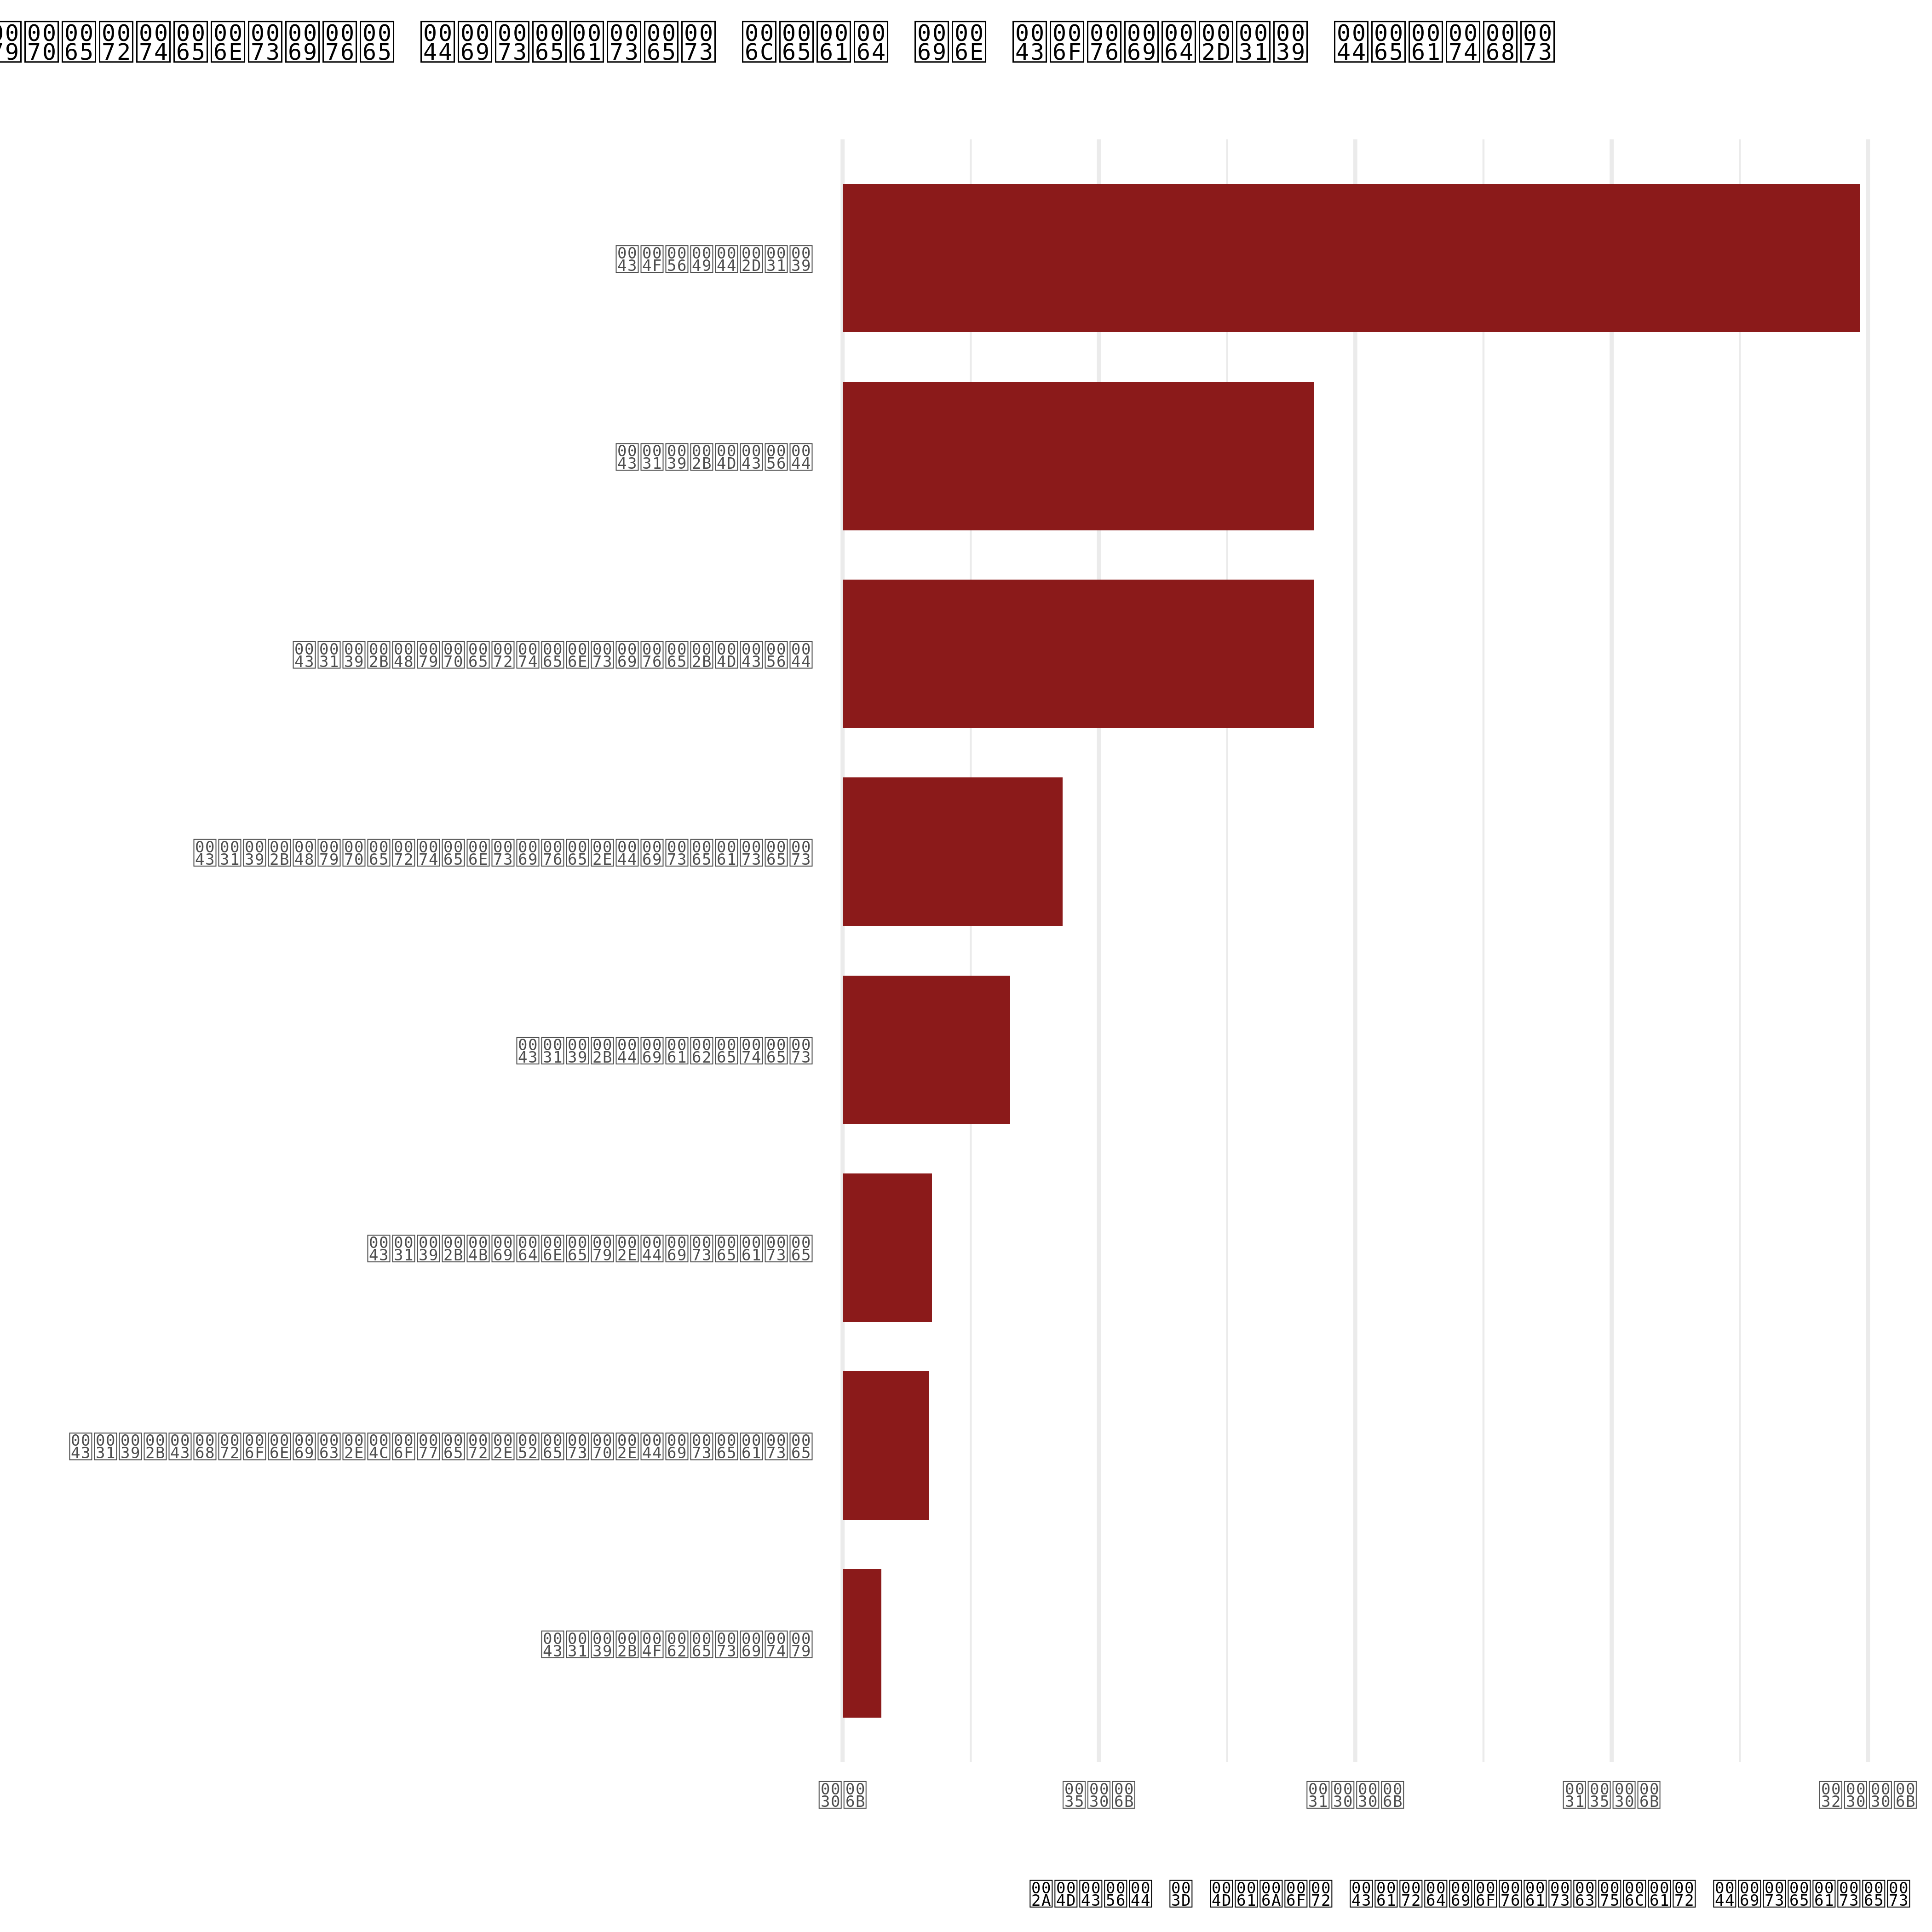 ypertensive Diseases lead in Covid-19 Deaths
COVID-19
C19+MCVD
C19+Hypertensive+MCVD
C19+Hypertensive.Diseases
C19+Diabetes
C19+Kidney.Disease
C19+Chronic.Lower.Resp.Disease
C19+Obesity
0k 50k 100k 150k 200k
*MCVD = Major Cardiovascular Diseases